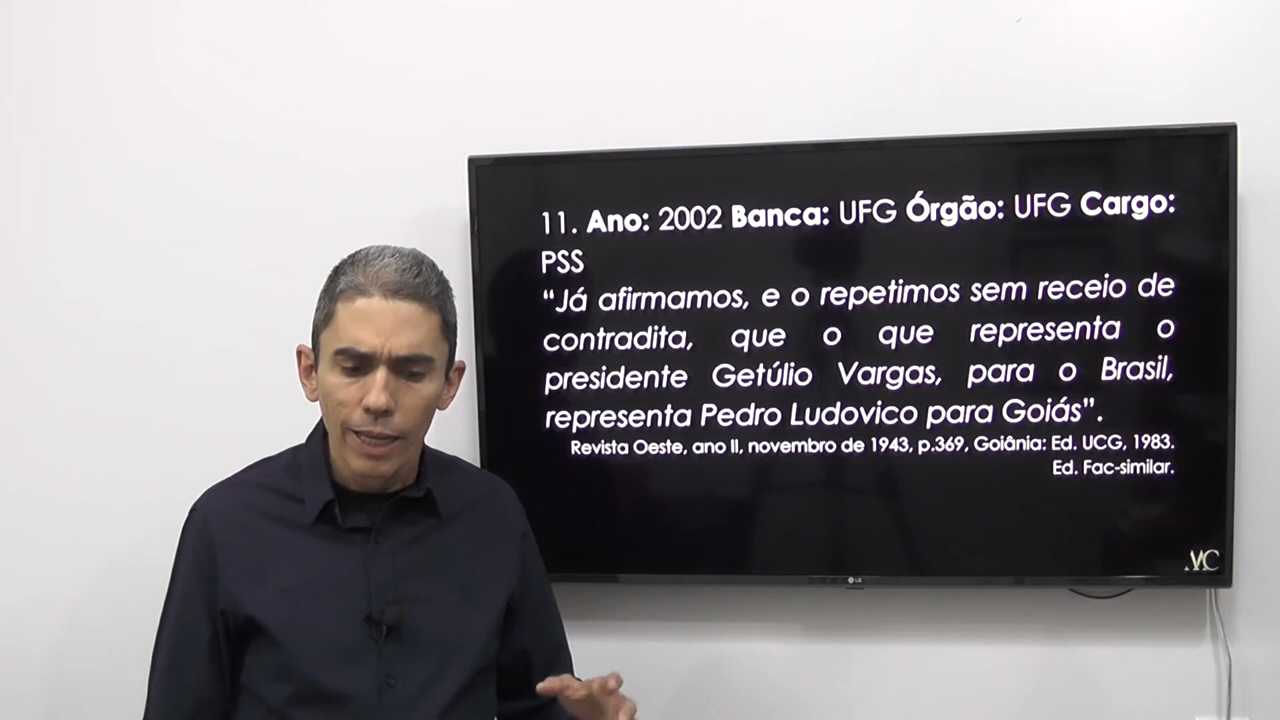 11. Ano: 2002 Banca: UFG Órgão: UFG Cargo:
PSS
“Já afirmamos, e o repetimos sem receio de
contradita, que o que representa o
presidente Getúlio Vargas, para o Brasil,
representa Pedro Ludovico para Goiás”.
Revista Oeste, ano II, novembro de 1943, p.369, Goiânia: Ed. UCG, 1983.
Ed. Fac-similar.
MC
LG